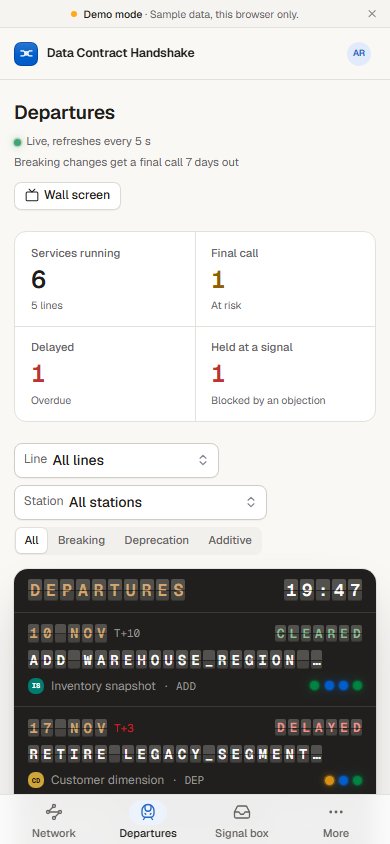 Demo mode · Sample data, this browser only.
Data Contract Handshake
AR
Departures
Live, refreshes every 5 s
Breaking changes get a final call 7 days out
Wall screen
Services running
6
5 lines
Final call
1
At risk
Delayed
1
Overdue
Held at a signal
1
Blocked by an objection
Line All lines
Station All stations
All Breaking Deprecation Additive
DEPARTURES 19:47
10 NOV T+10 CLEARED
ADD WAREHOUSE_REGION …
IS Inventory snapshot · ADD
17 NOV T+3 DELAYED
RETIRE LEGACY_SEGMENT…
CD Customer dimension · DEP
Network Departures Signal box More